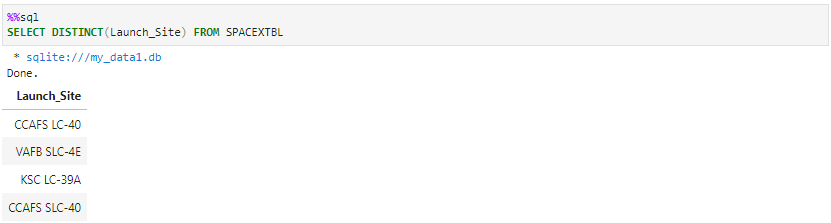 %%sql
SELECT DISTINCT(Launch_Site) FROM SPACEXTBL
* sqlite:///my_data1.db
Done.
Launch_Site
CCAFS LC-40
VAFB SLC-4E
KSC LC-39A
CCAFS SLC-40